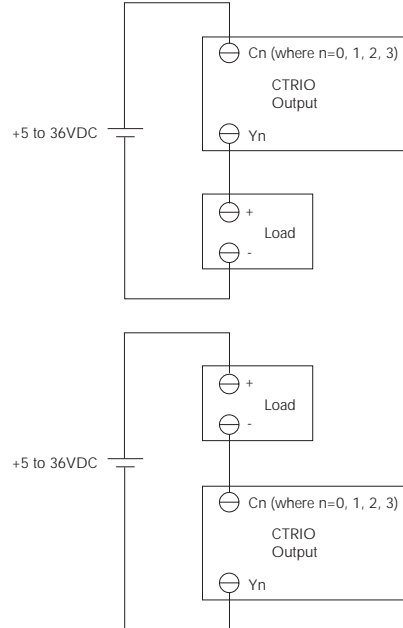 Cn (where n=0, 1, 2, 3)
CTRIO
Output
+5 to 36VDC
Yn
+
Load
-
+
Load
-
+5 to 36VDC
Cn (where n=0, 1, 2, 3)
CTRIO
Output
Yn